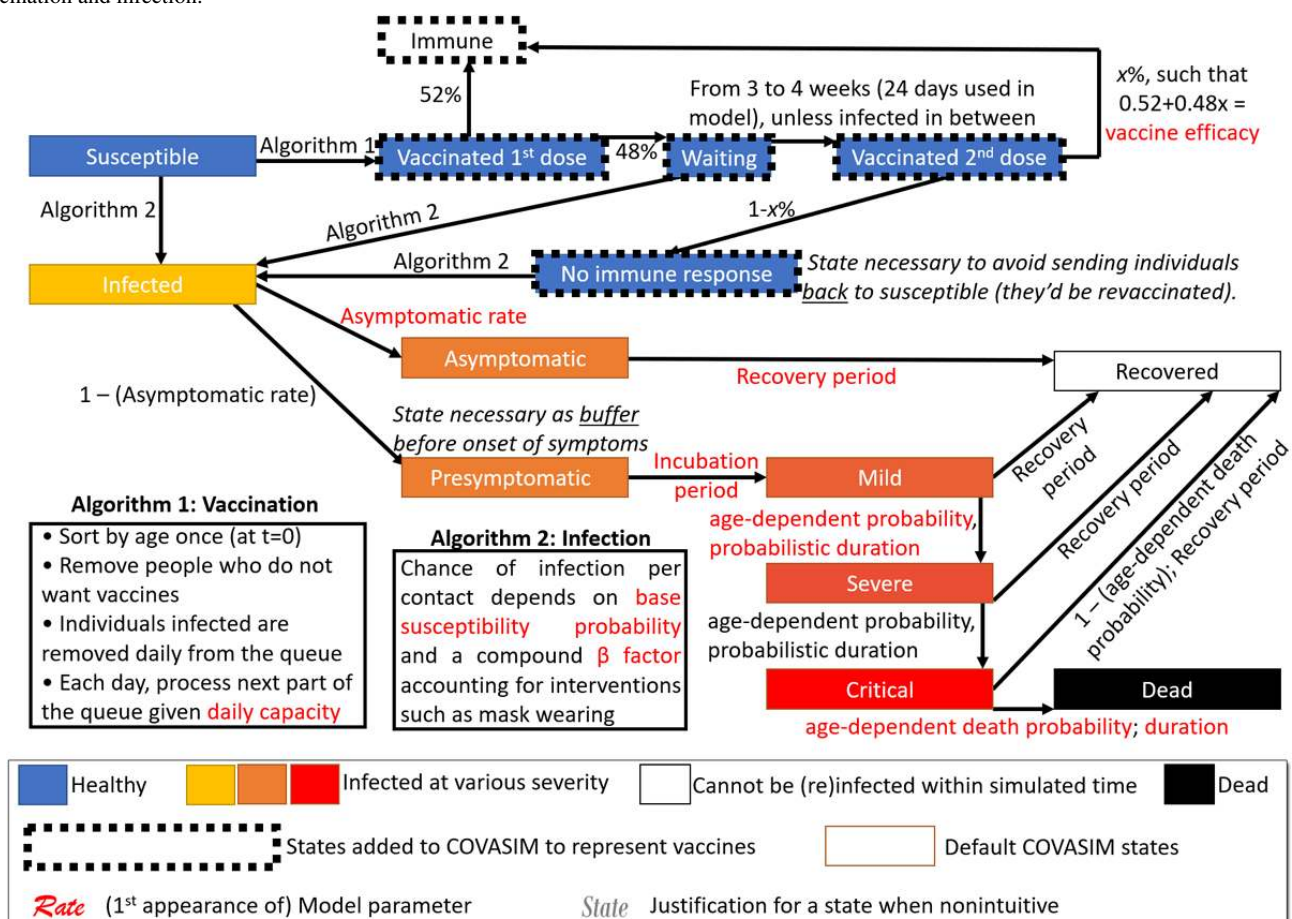 cination and infection.
Immune
52%
From 3 to 4 weeks (24 days used in
model), unless infected in between
x%, such that
0.52+0.48x =
vaccine efficacy
Susceptible
Algorithm 1
Vaccinated 1st dose
48%
Waiting
Vaccinated 2nd dose
Algorithm 2
Algorithm 2
1-x%
Algorithm 2
No immune response
State necessary to avoid sending individuals
back to susceptible (they’d be revaccinated).
Infected
Asymptomatic rate
Asymptomatic
Recovery period
Recovered
1 – (Asymptomatic rate)
State necessary as buffer
before onset of symptoms
Presymptomatic
Incubation
period
Mild
Recovery
period
Recovery period
1 – (age-dependent death
probability); Recovery period
age-dependent probability,
probabilistic duration
Severe
age-dependent probability,
probabilistic duration
Critical
Dead
age-dependent death probability; duration
Algorithm 1: Vaccination
• Sort by age once (at t=0)
• Remove people who do not
want vaccines
• Individuals infected are
removed daily from the queue
• Each day, process next part of
the queue given daily capacity
Algorithm 2: Infection
Chance of infection per
contact depends on base
susceptibility probability
and a compound β factor
accounting for interventions
such as mask wearing
Healthy
Infected at various severity
Cannot be (re)infected within simulated time
Dead
States added to COVASIM to represent vaccines
Default COVASIM states
Rate (1st appearance of) Model parameter
State Justification for a state when nonintuitive